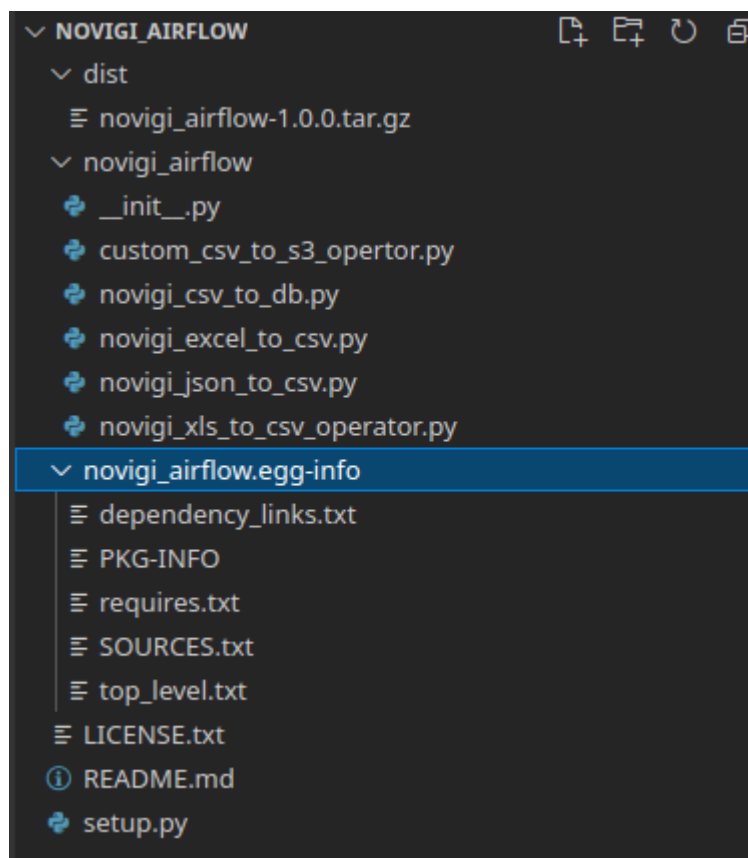 NOVIGI_AIRFLOW
dist
novigi_airflow-1.0.0.tar.gz
novigi_airflow
__init__.py
custom_csv_to_s3_opertor.py
novigi_csv_to_db.py
novigi_excel_to_csv.py
novigi_json_to_csv.py
novigi_xls_to_csv_operator.py
novigi_airflow.egg-info
dependency_links.txt
PKG-INFO
requires.txt
SOURCES.txt
top_level.txt
LICENSE.txt
README.md
setup.py